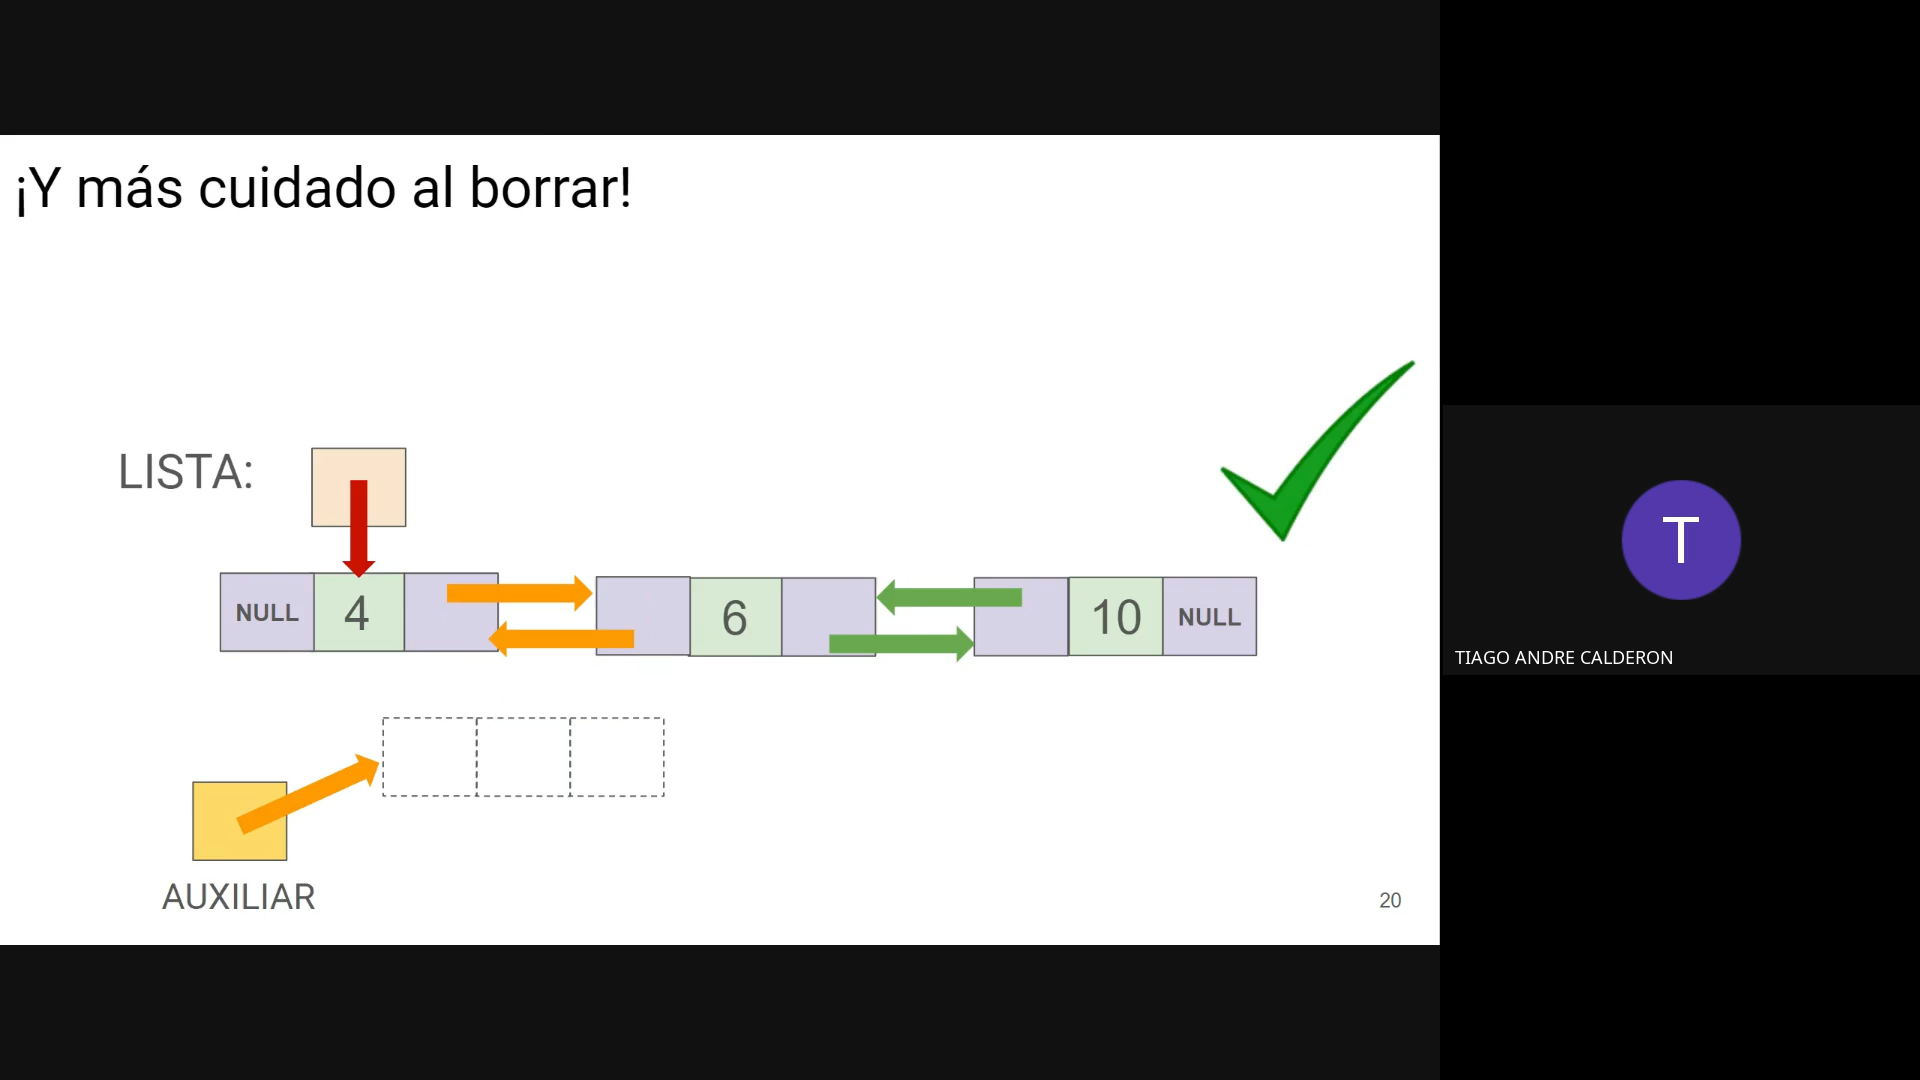 ¡Y más cuidado al borrar!
LISTA:
NULL 4 6 10 NULL
AUXILIAR
20
T
TIAGO ANDRE CALDERON